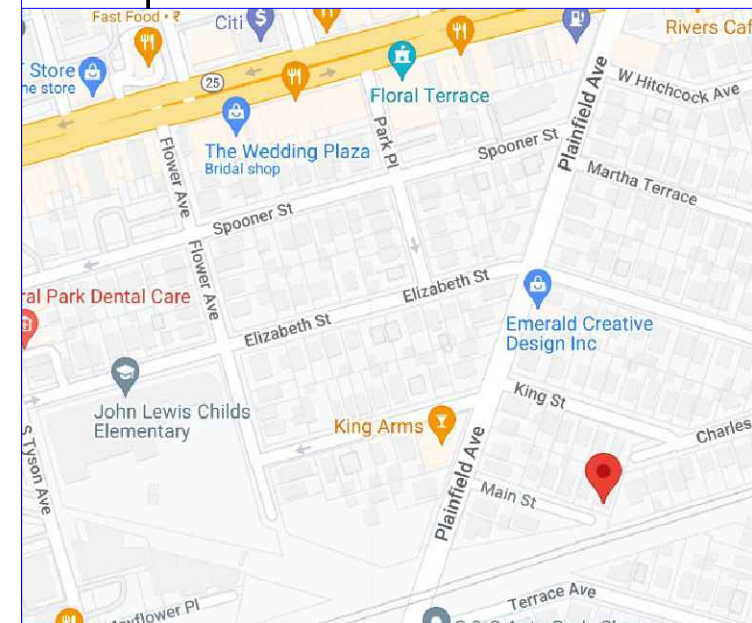 Fast Food • ₹
Citi
Rivers Caf
Store
ne store
25
Floral Terrace
W Hitchcock Ave
Plainfield Ave
Park Pl
The Wedding Plaza
Bridal shop
Flower Ave
Spooner St
Martha Terrace
Spooner St
Flower Ave
Elizabeth St
ral Park Dental Care
Elizabeth St
Emerald Creative
Design Inc
John Lewis Childs
Elementary
King St
King Arms
Charles
S Tyson Ave
Plainfield Ave
Main St
Terrace Ave
ayflower Pl